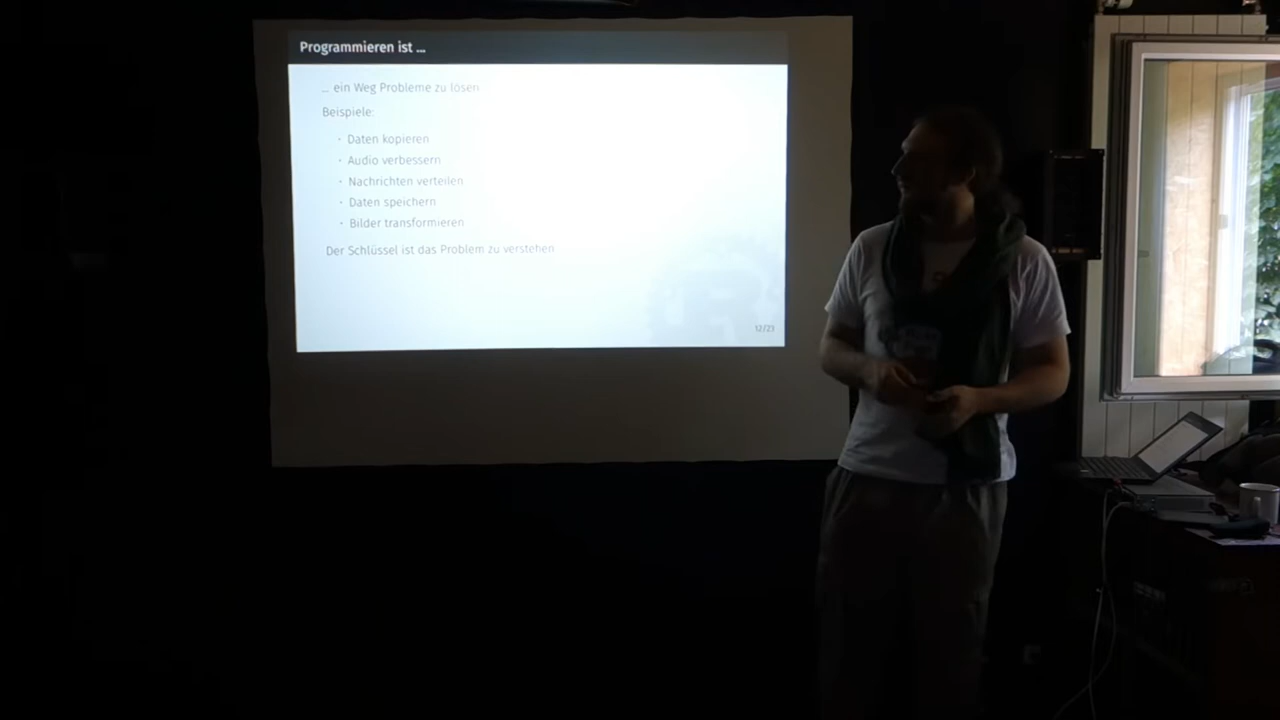 Programmieren ist ...
... ein Weg Probleme zu lösen
Beispiele:
· Daten kopieren
· Audio verbessern
· Nachrichten verteilen
· Daten speichern
· Bilder transformieren
Der Schlüssel ist das Problem zu verstehen
12/23